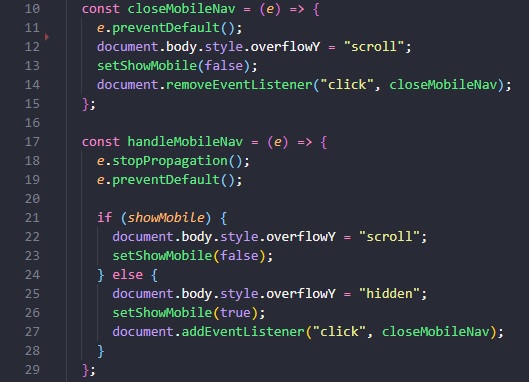 10 const closeMobileNav = (e) => {
11 e.preventDefault();
12 document.body.style.overflowY = "scroll";
13 setShowMobile(false);
14 document.removeEventListener("click", closeMobileNav);
15 };
16
17 const handleMobileNav = (e) => {
18 e.stopPropagation();
19 e.preventDefault();
20
21 if (showMobile) {
22 document.body.style.overflowY = "scroll";
23 setShowMobile(false);
24 } else {
25 document.body.style.overflowY = "hidden";
26 setShowMobile(true);
27 document.addEventListener("click", closeMobileNav);
28 }
29 };